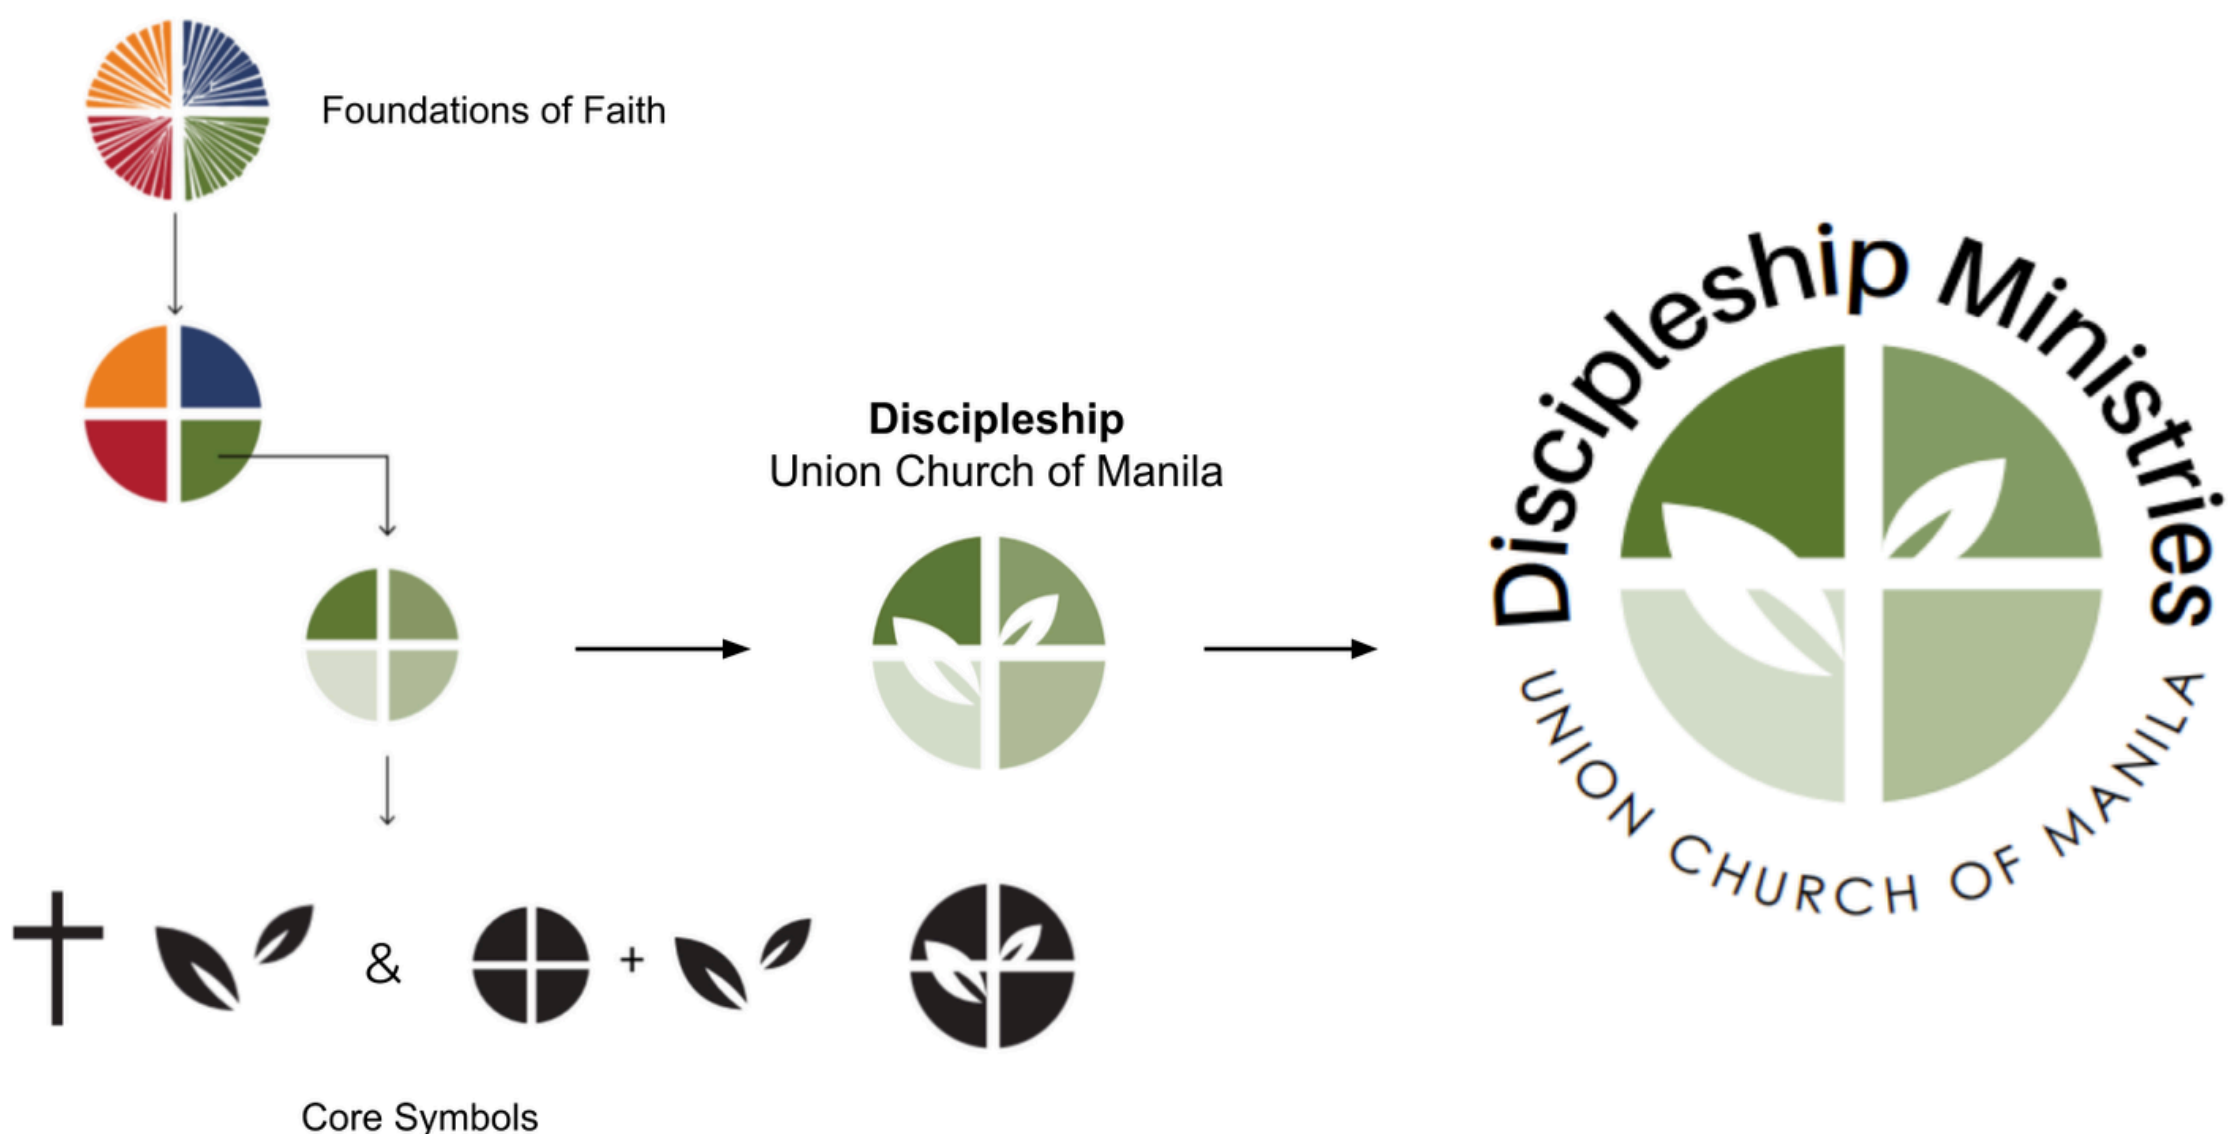 Foundations of Faith
Discipleship
Union Church of Manila
Discipleship Ministries
UNION CHURCH OF MANILA
& +
Core Symbols